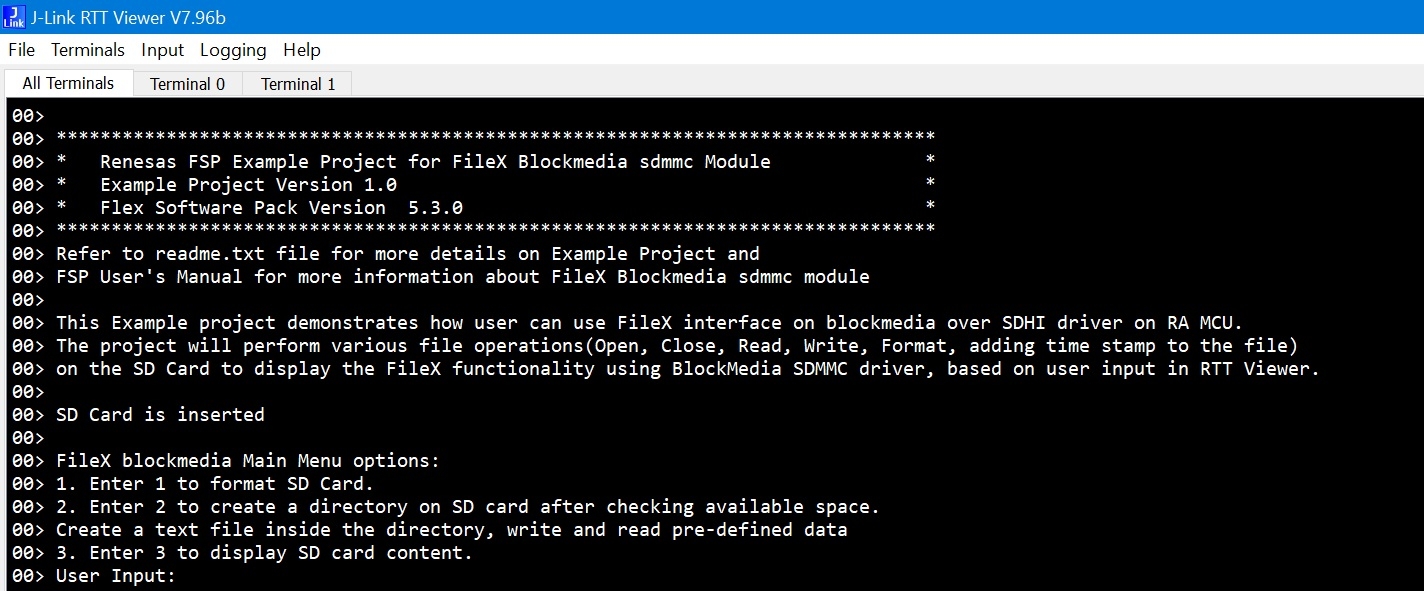 J-Link RTT Viewer V7.96b
File Terminals Input Logging Help
All Terminals Terminal 0 Terminal 1
00>
00> ********************************************************************************
00> *   Renesas FSP Example Project for FileX Blockmedia sdmmc Module              *
00> *   Example Project Version 1.0                                                *
00> *   Flex Software Pack Version  5.3.0                                          *
00> ********************************************************************************
00> Refer to readme.txt file for more details on Example Project and
00> FSP User's Manual for more information about FileX Blockmedia sdmmc module
00>
00> This Example project demonstrates how user can use FileX interface on blockmedia over SDHI driver on RA MCU.
00> The project will perform various file operations(Open, Close, Read, Write, Format, adding time stamp to the file)
00> on the SD Card to display the FileX functionality using BlockMedia SDMMC driver, based on user input in RTT Viewer.
00>
00> SD Card is inserted
00>
00> FileX blockmedia Main Menu options:
00> 1. Enter 1 to format SD Card.
00> 2. Enter 2 to create a directory on SD card after checking available space.
00> Create a text file inside the directory, write and read pre-defined data
00> 3. Enter 3 to display SD card content.
00> User Input: